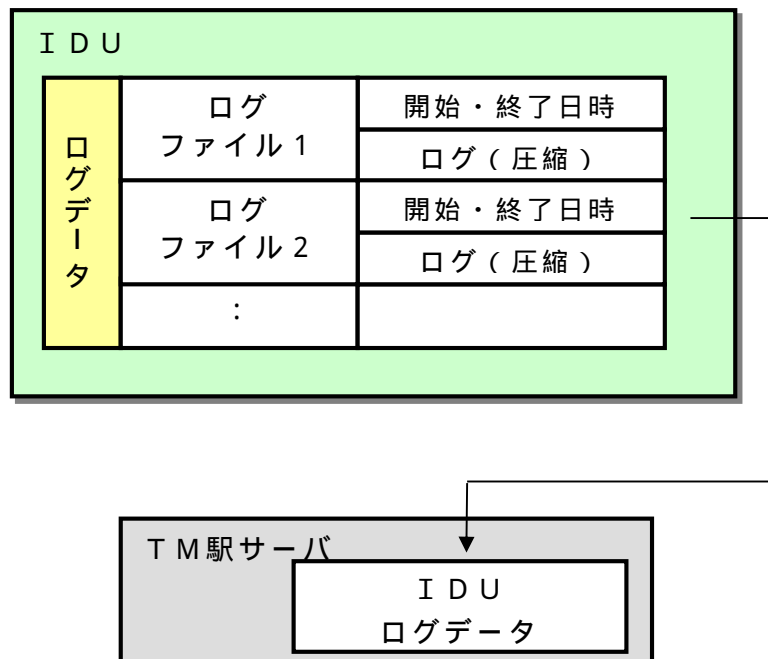 ＩＤＵ
ログデータ
ログ
ファイル１
開始・終了日時
ログ（圧縮）
ログ
ファイル２
開始・終了日時
ログ（圧縮）
：
ＴＭ駅サーバ
ＩＤＵ
ログデータ